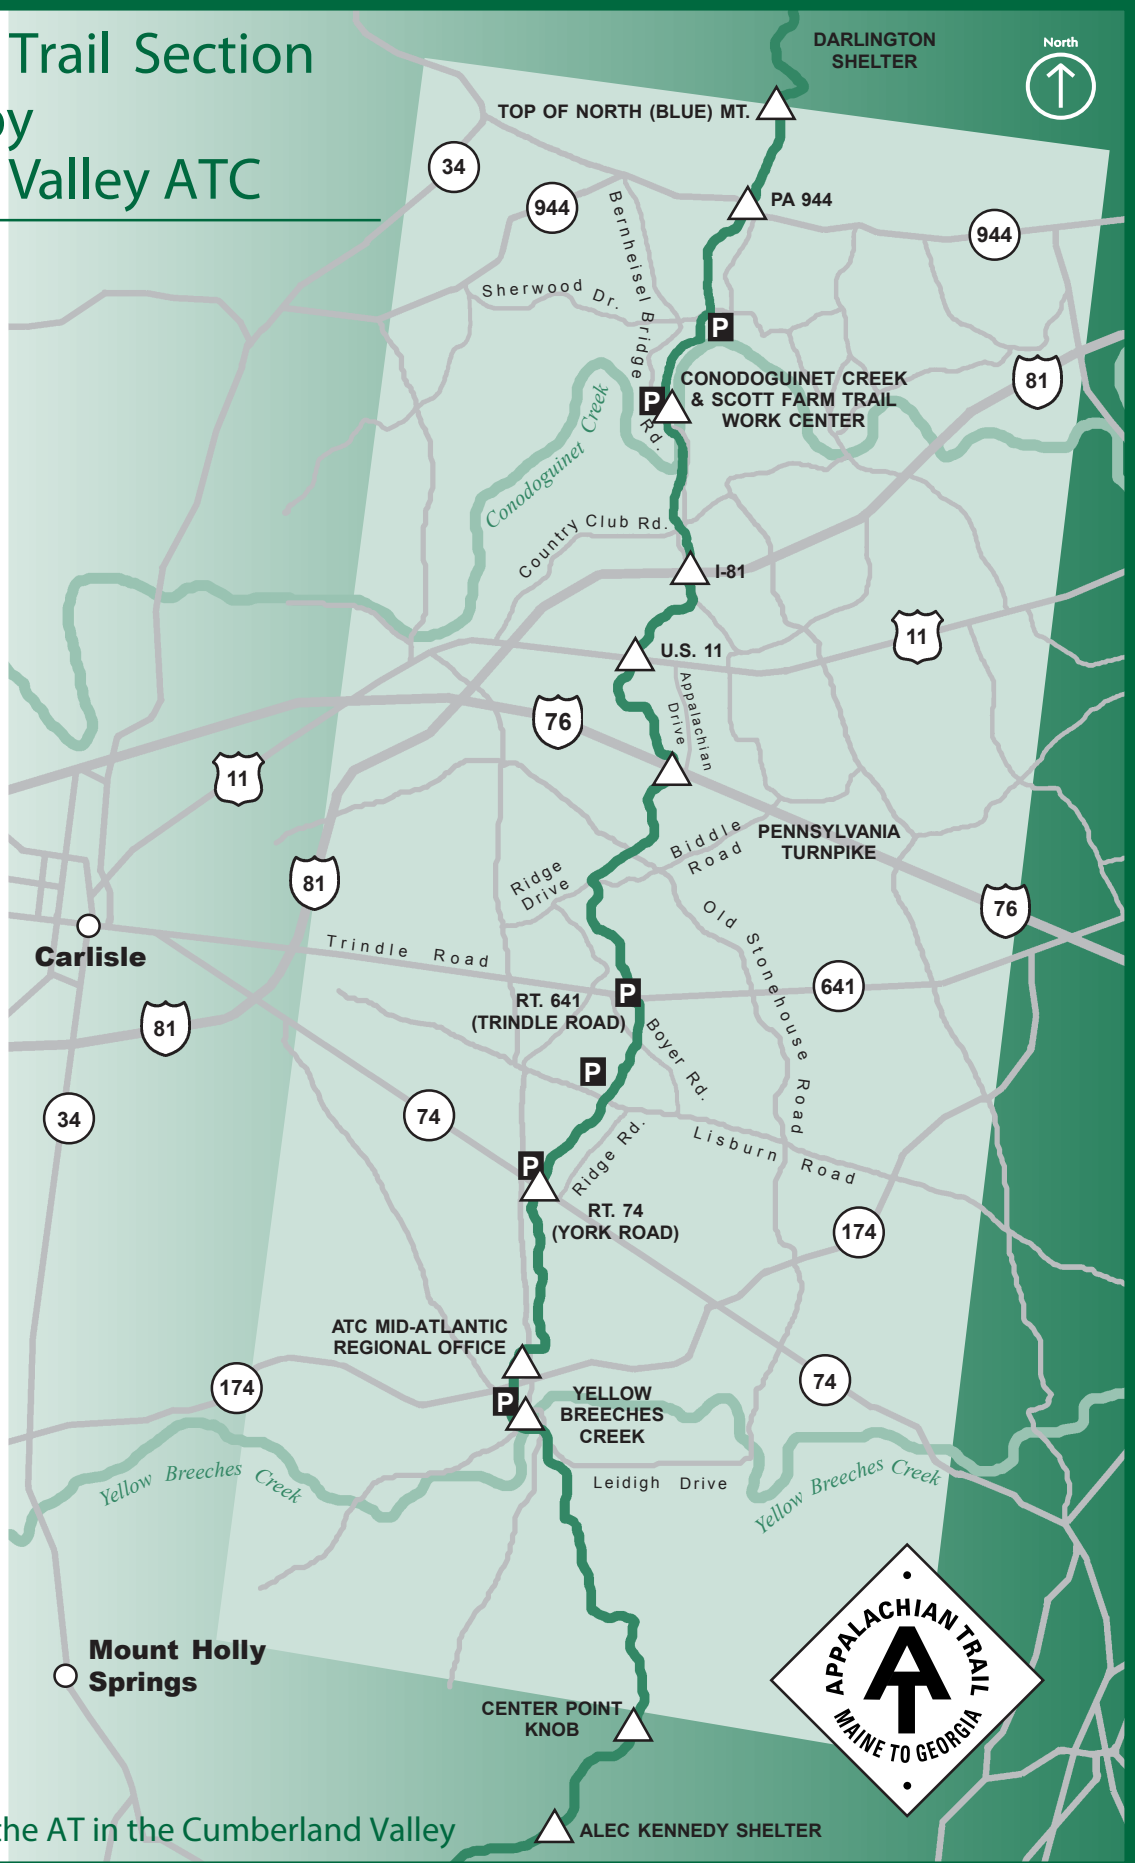 Trail Section
by
Valley ATC
North
DARLINGTON
SHELTER
TOP OF NORTH (BLUE) MT.
34
944
PA 944
944
Bernheisel Bridge Rd.
Sherwood Dr.
P
81
CONODOGUINET CREEK
& SCOTT FARM TRAIL
WORK CENTER
P
Conodoguinet Creek
Country Club Rd.
I-81
11
U.S. 11
Appalachian
Drive
76
11
PENNSYLVANIA
TURNPIKE
Biddle
Road
Ridge
Drive
81
76
Old Stonehouse Road
Carlisle
Trindle Road
641
P
RT. 641
(TRINDLE ROAD)
81
Boyer Rd.
P
34
74
Lisburn Road
Ridge Rd.
P
RT. 74
(YORK ROAD)
174
ATC MID-ATLANTIC
REGIONAL OFFICE
174
74
P
YELLOW
BREECHES
CREEK
Yellow Breeches Creek
Leidigh Drive
Yellow Breeches Creek
APPALACHIAN TRAIL
MAINE TO GEORGIA
Mount Holly
Springs
CENTER POINT
KNOB
the AT in the Cumberland Valley
ALEC KENNEDY SHELTER